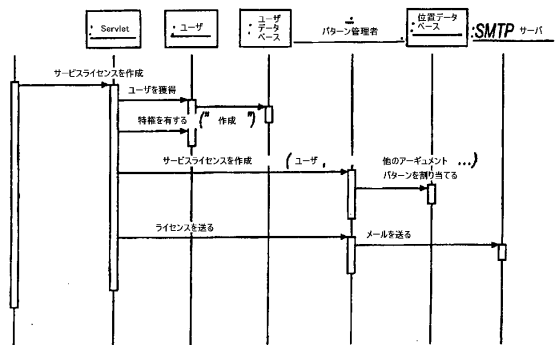 : Servlet
: ユーザ
: ユーザ
データ
ベース
:
パターン管理者
: 位置データ
ベース
:SMTP サーバ
サービスライセンスを作成
ユーザを獲得
特権を有する (" 作成 ")
サービスライセンスを作成 (ユーザ, 他のアーギュメント ...)
パターンを割り当てる
ライセンスを送る
メールを送る